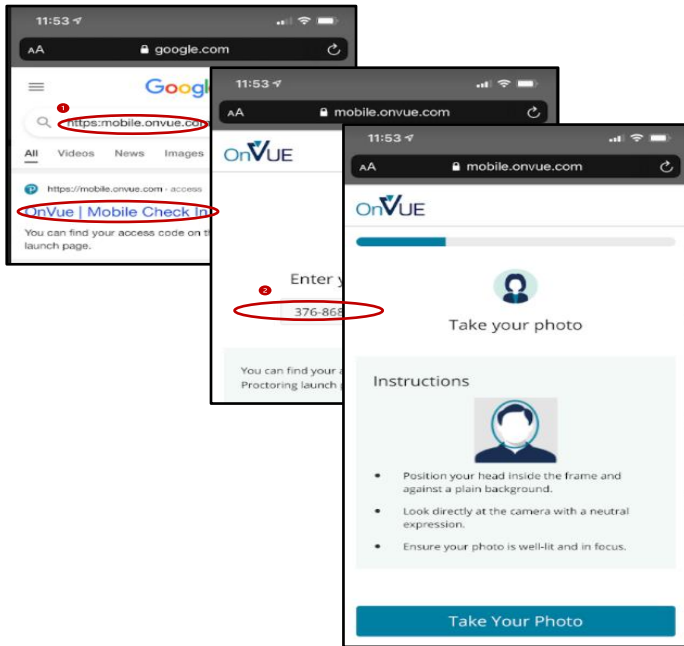 11:53
AA google.com
Googl
1
https:mobile.onvue.com
All Videos News Images
https://mobile.onvue.com › access
OnVue | Mobile Check In
You can find your access code on th
launch page.
11:53
AA mobile.onvue.com
OnVUE
Enter y
2
376-868
You can find your a
Proctoring launch
11:53
AA mobile.onvue.com
OnVUE
Take your photo
Instructions
• Position your head inside the frame and
against a plain background.
• Look directly at the camera with a neutral
expression.
• Ensure your photo is well-lit and in focus.
Take Your Photo